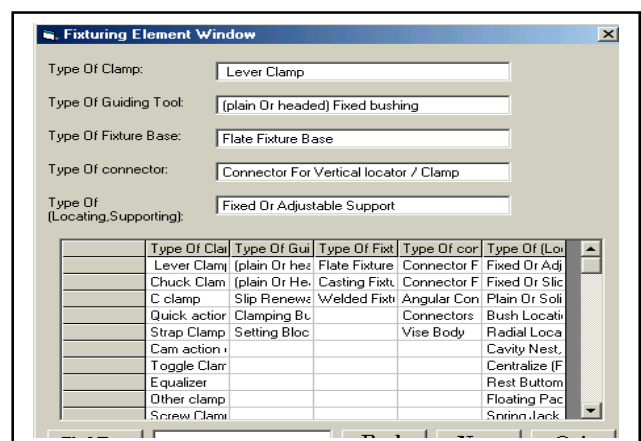 Fixturing Element Window
Type Of Clamp: Lever Clamp
Type Of Guiding Tool: (plain Or headed) Fixed bushing
Type Of Fixture Base: Flate Fixture Base
Type Of connector: Connector For Vertical locator / Clamp
Type Of
(Locating,Supporting): Fixed Or Adjustable Support
Type Of Clar Type Of Gui Type Of Fixt Type Of cor Type Of (Loc
Lever Clamp (plain Or hea Flate Fixture Connector F Fixed Or Adj
Chuck Clam (plain Or He Casting Fixtu Connector F Fixed Or Slic
C clamp Slip Renewa Welded Fixt Angular Con Plain Or Soli
Quick action Clamping Bu Connectors Bush Locati
Strap Clamp Setting Bloc Vise Body Radial Loca
Cam action Cavity Nest,
Toggle Clam Centralize (F
Equalizer Rest Buttom
Other clamp Floating Pac
Screw Clam Spring Jack